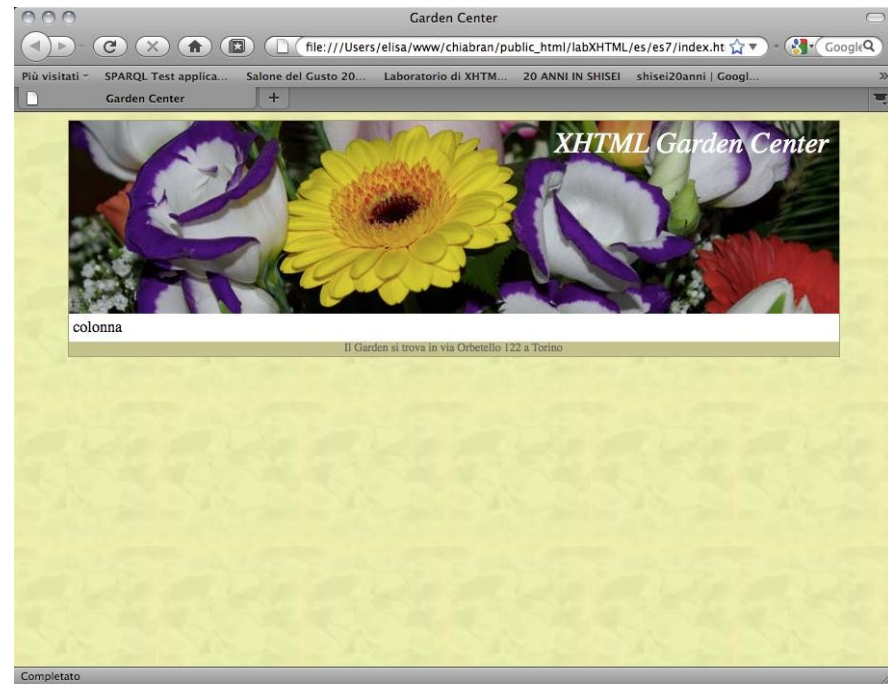 Garden Center
file:///Users/elisa/www/chiabran/public_html/labXHTML/es/es7/index.ht
Google
Più visitati SPARQL Test applica... Salone del Gusto 20... Laboratorio di XHTM... 20 ANNI IN SHISEI shisei20anni | Googl... »
Garden Center +
XHTML Garden Center
colonna
Il Garden si trova in via Orbetello 122 a Torino
Completato